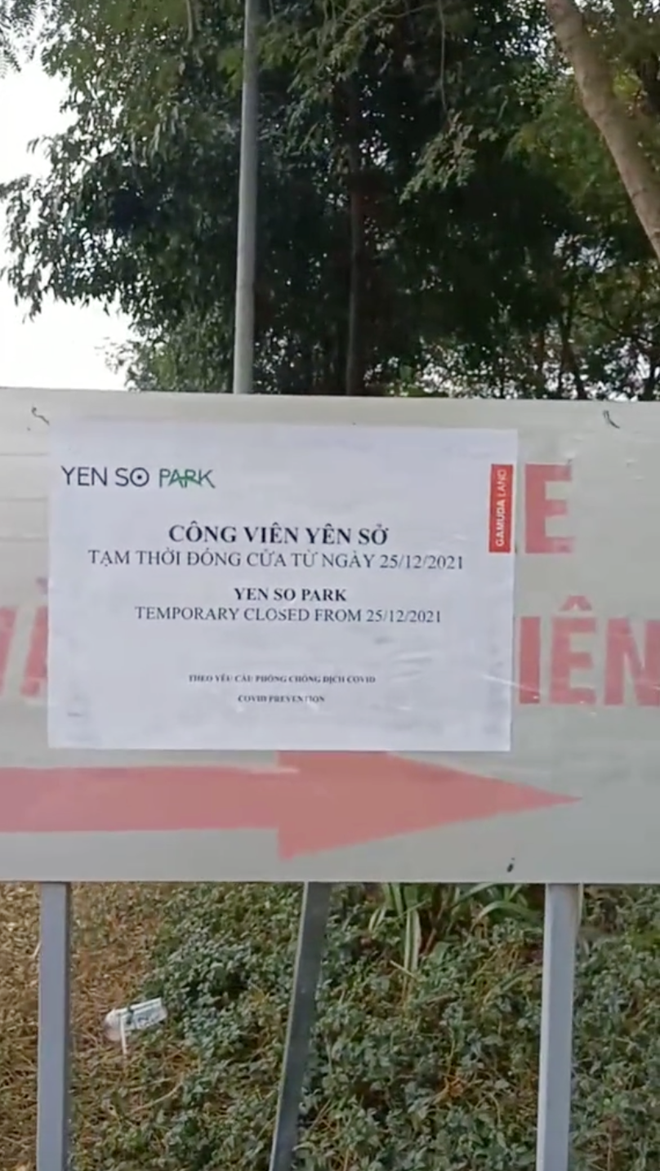 YEN SO PARK
GAMUDA LAND
CÔNG VIÊN YÊN SỞ
TẠM THỜI ĐÓNG CỬA TỪ NGÀY 25/12/2021
YEN SO PARK
TEMPORARY CLOSED FROM 25/12/2021
THEO YÊU CẦU PHÒNG CHỐNG DỊCH COVID
COVID PREVENTION
E
IÊN